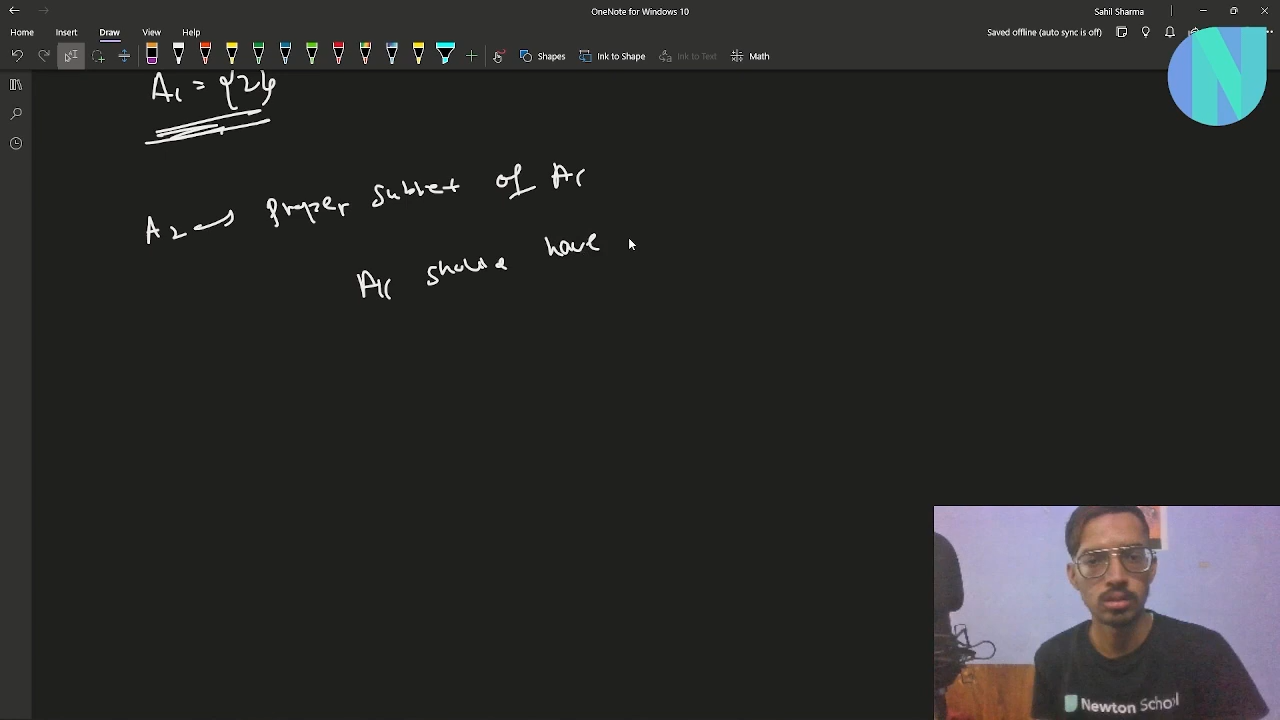 OneNote for Windows 10
Sahil Sharma
Home Insert Draw View Help
Saved offline (auto sync is off)
Shapes Ink to Shape Ink to Text Math
A1 = {2}
A2 → Proper subset of A1
should have
Newton School